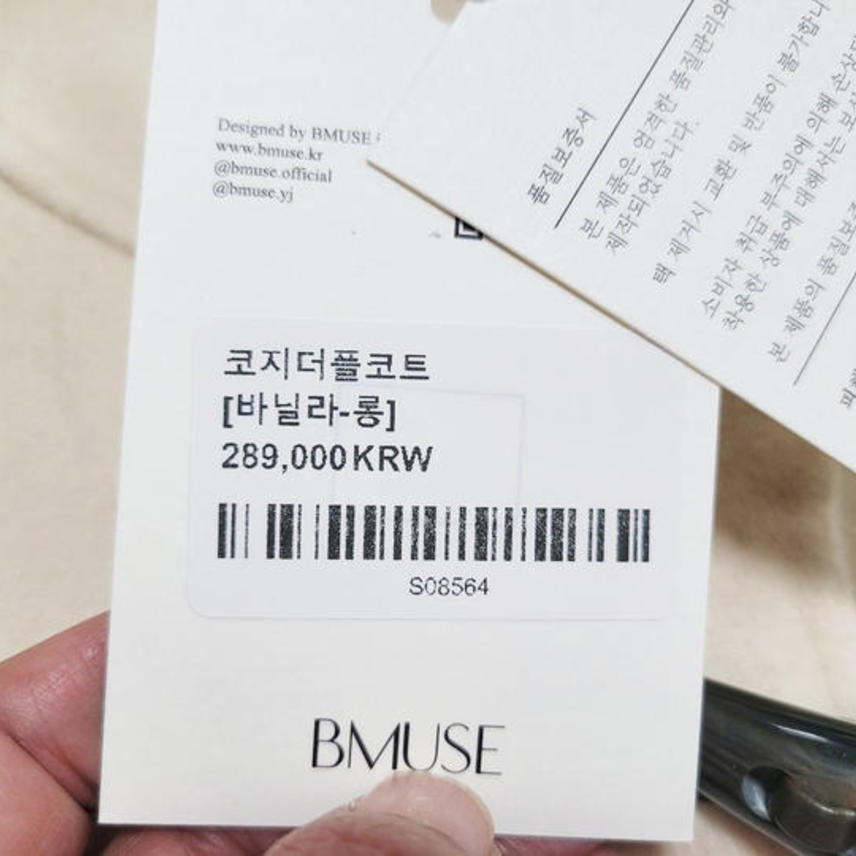 Designed by BMUSE
www.bmuse.kr
@bmuse.official
@bmuse.yj
품질보증서
본 제품은 엄격한 품질관리와
제작되었습니다.
택 제거시 교환 및 반품이 불가합니
소비자 취급 부주의에 의해 손상되
착용한 상품에 대해서는 보상
본 제품의 품질보증
코지더플코트
[바닐라-롱]
289,000KRW
S08564
BMUSE